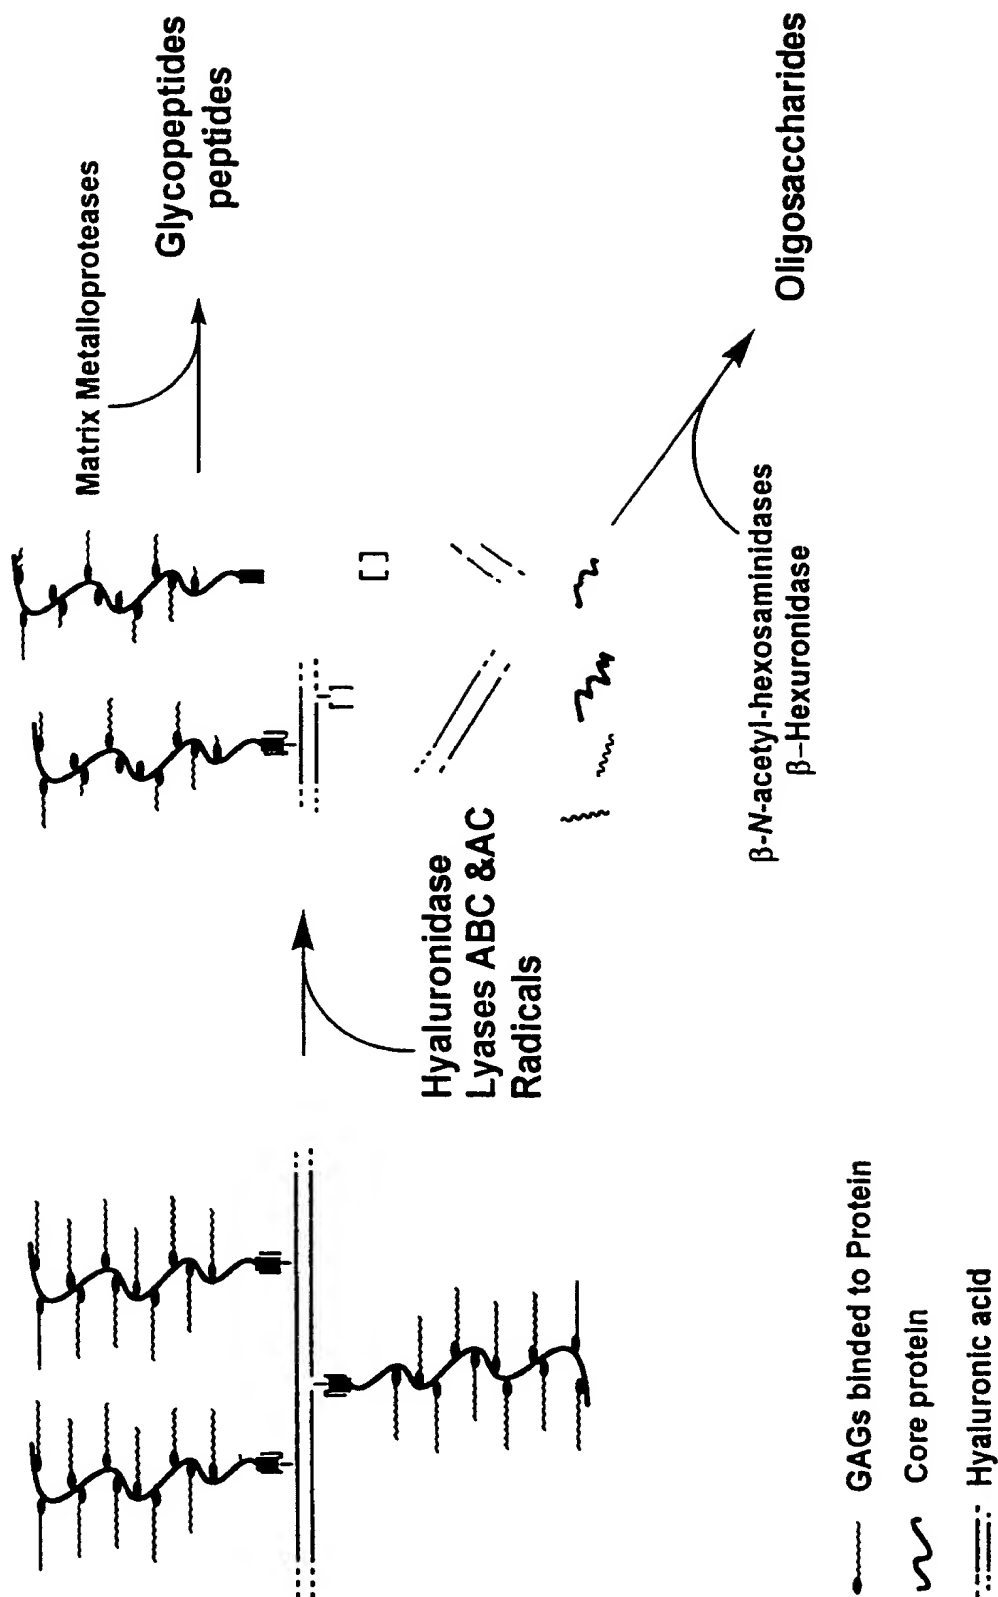 Matrix Metalloproteases
Glycopeptides
peptides
Hyaluronidase
Lyases ABC &AC
Radicals
β-N-acetyl-hexosaminidases
β-Hexuronidase
Oligosaccharides
GAGs binded to Protein
Core protein
Hyaluronic acid